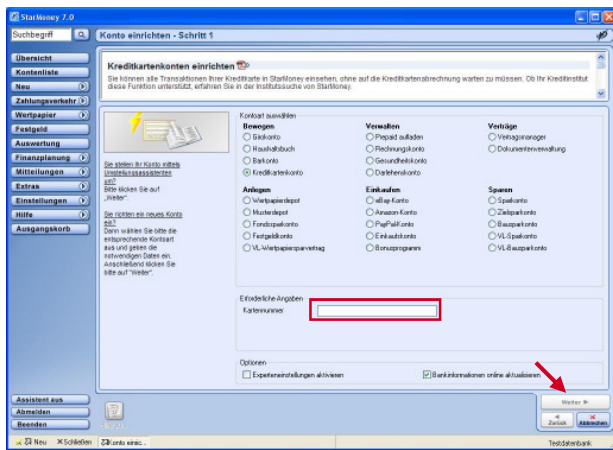 StarMoney 7.0
Suchbegriff
Konto einrichten - Schritt 1
Übersicht
Kontenliste
Neu
Zahlungsverkehr
Wertpapier
Festgeld
Auswertung
Finanzplanung
Mitteilungen
Extras
Einstellungen
Hilfe
Ausgangskorb
Kreditkartenkonten einrichten
Sie können alle Transaktionen Ihrer Kreditkarte in StarMoney einsehen, ohne auf die Kreditkartenabrechnung warten zu müssen. Ob Ihr Kreditinstitut
diese Funktion unterstützt, erfahren Sie in der Institutssuche von StarMoney.
Sie stellen Ihr Konto mittels
Umstellungsassistenten
um?
Bitte klicken Sie auf
„Weiter“.
Sie richten ein neues Konto
ein?
Dann wählen Sie bitte die
entsprechende Kontoart
aus und geben die
notwendigen Daten ein.
Anschließend klicken Sie
bitte auf "Weiter".
Kontoart auswählen
Bewegen
Girokonto
Haushaltsbuch
Barkonto
Kreditkartenkonto
Verwalten
Prepaid aufladen
Rechnungskonto
Gesundheitskonto
Darlehenskonto
Verträge
Vertragsmanager
Dokumentenverwaltung
Anlegen
Wertpapierdepot
Musterdepot
Fondssparkonto
Festgeldkonto
VL-Wertpapiersparvertrag
Einkaufen
eBay-Konto
Amazon-Konto
PayPal-Konto
Einkaufskonto
Bonusprogramm
Sparen
Sparkonto
Zielsparkonto
Bausparkonto
VL-Sparkonto
VL-Bausparkonto
Erforderliche Angaben
Kartennummer
Optionen
Experteneinstellungen aktivieren
Bankinformationen online aktualisieren
Assistent aus
Abmelden
Beenden
Weiter
Zurück
Abbrechen
Neu
Schließen
Konto einric...
Testdatenbank